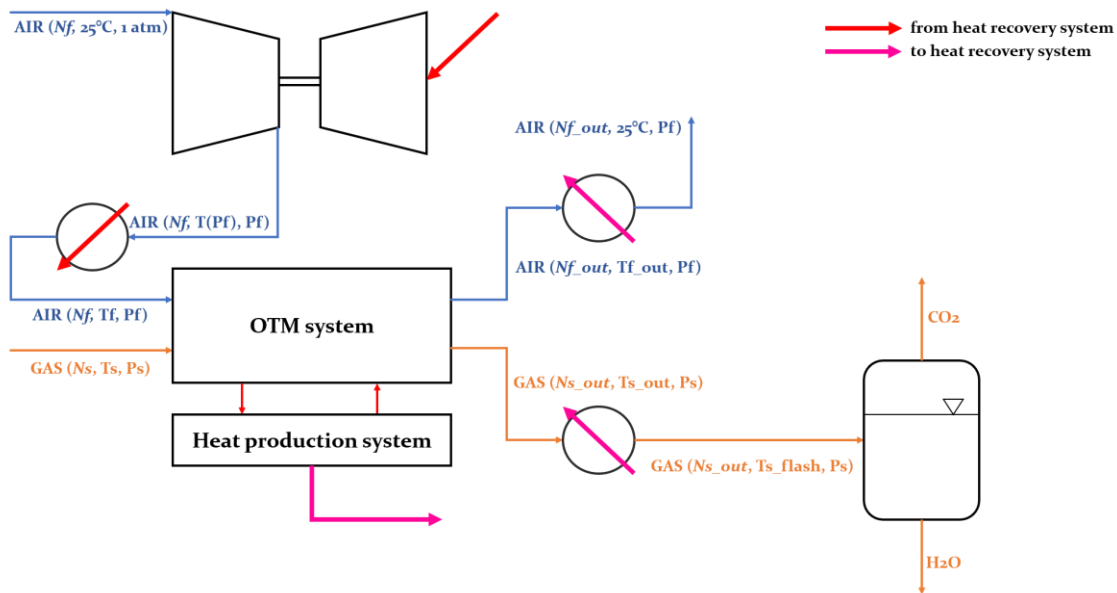 AIR (Nf, 25°C, 1 atm)
from heat recovery system
to heat recovery system
AIR (Nf_out, 25°C, Pf)
AIR (Nf, T(Pf), Pf)
AIR (Nf_out, Tf_out, Pf)
AIR (Nf, Tf, Pf)
OTM system
CO2
GAS (Ns, Ts, Ps)
GAS (Ns_out, Ts_out, Ps)
Heat production system
GAS (Ns_out, Ts_flash, Ps)
H2O